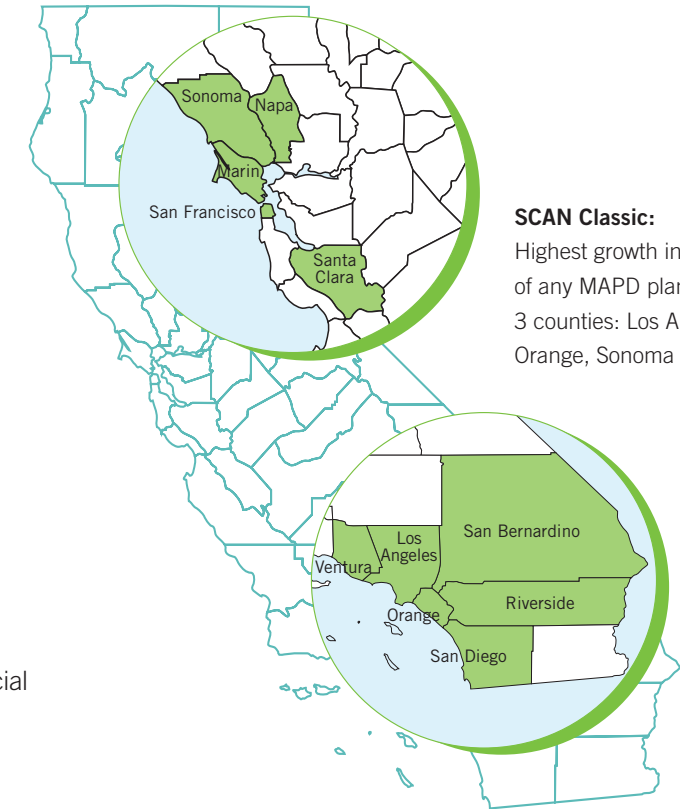 Sonoma
Napa
Marin
San Francisco
Santa
Clara
SCAN Classic:
Highest growth in
of any MAPD plan
3 counties: Los A
Orange, Sonoma
San Bernardino
Los
Angeles
Ventura
Riverside
Orange
San Diego
cial